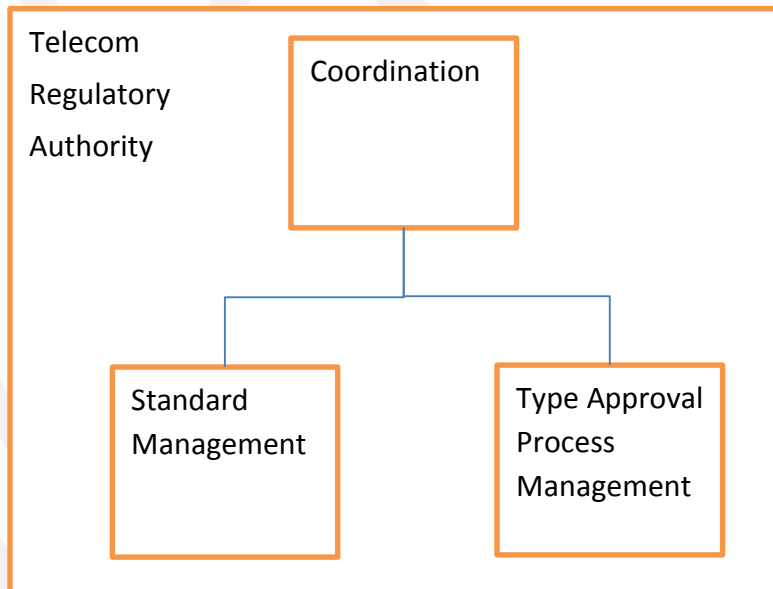 Telecom
Regulatory
Authority
Coordination
Standard
Management
Type Approval
Process
Management